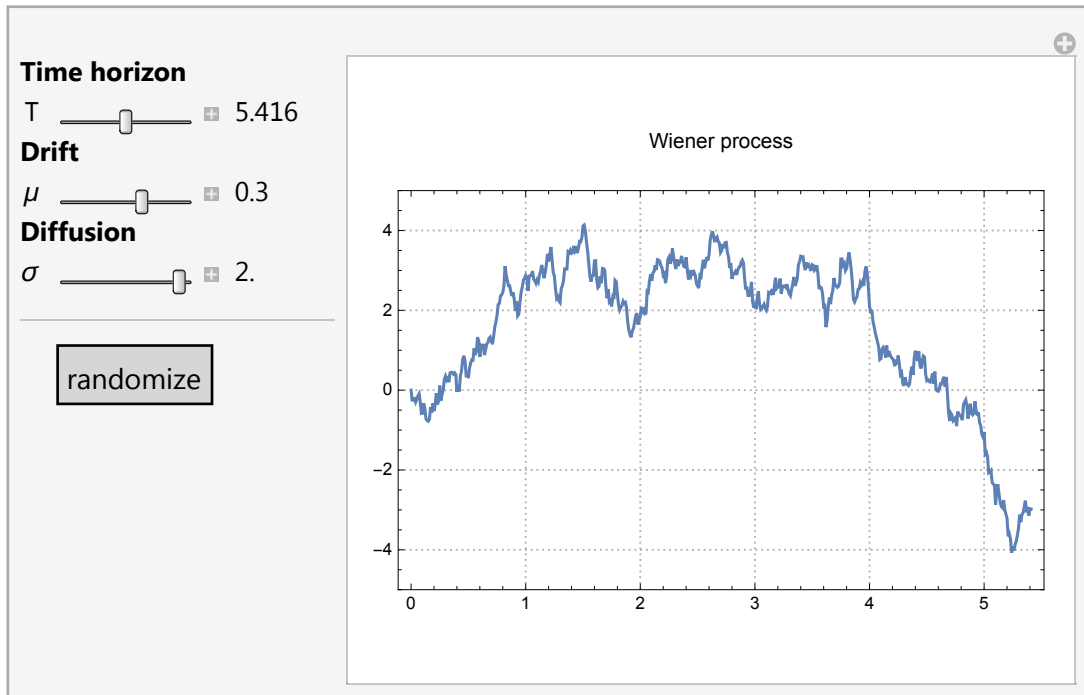 Time horizon
T 5.416
Drift
μ 0.3
Diffusion
σ 2.
randomize
Wiener process
4
2
0
−2
−4
0 1 2 3 4 5